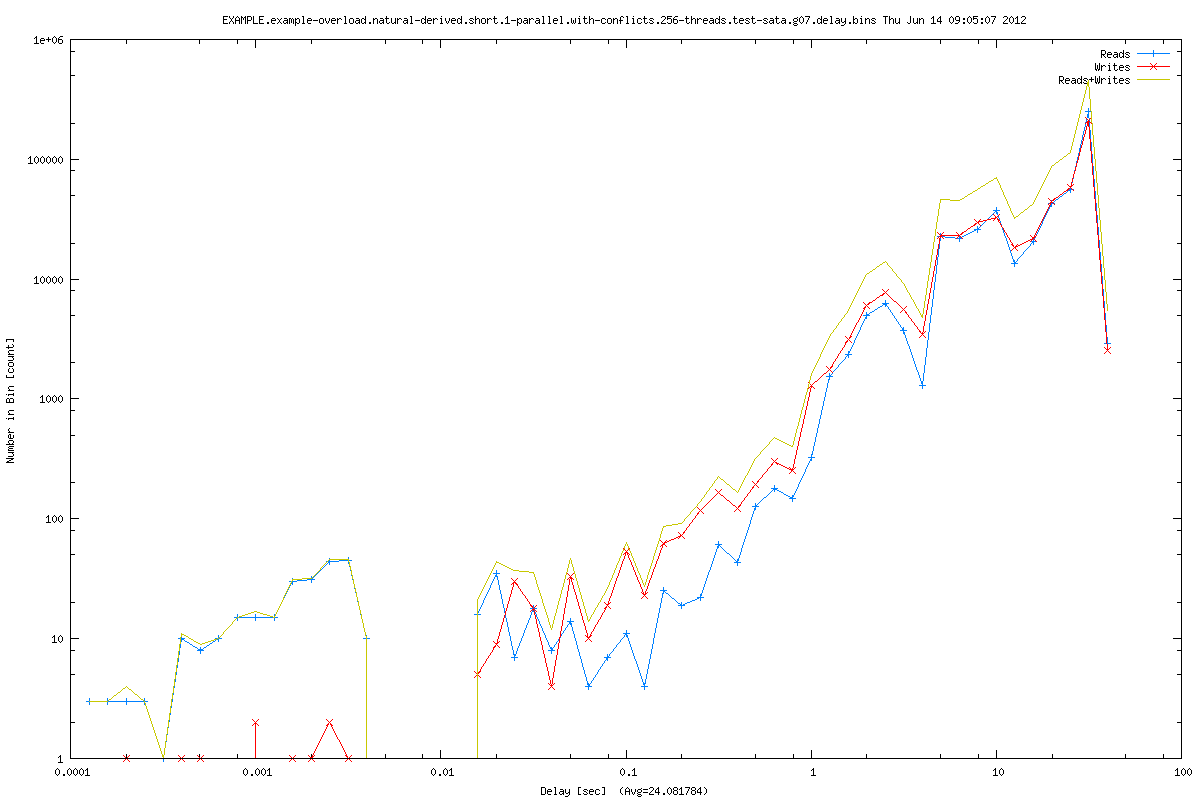 EXAMPLE.example-overload.natural-derived.short.1-parallel.with-conflicts.256-threads.test-sata.g07.delay.bins Thu Jun 14 09:05:07 2012
Reads
Writes
Reads+Writes
1e+06
100000
10000
1000
100
10
1
Number in Bin [count]
0.0001 0.001 0.01 0.1 1 10 100
Delay [sec] (Avg=24.081784)